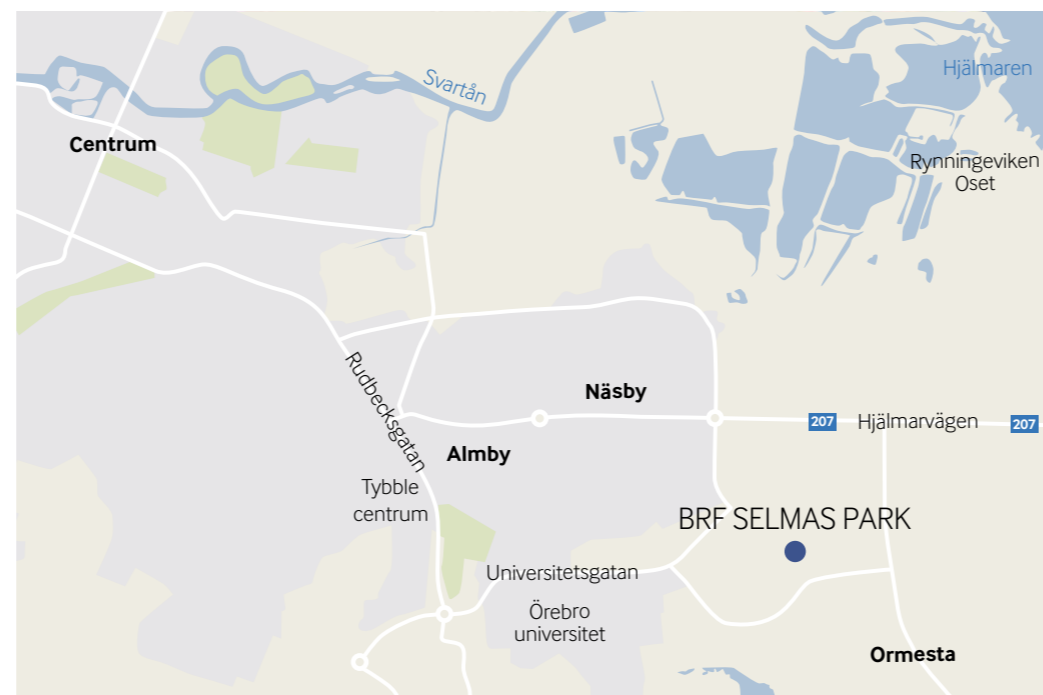 Hjälmaren
Svartån
Centrum
Rynningeviken
Oset
Rudbecksgatan
Näsby
207
Hjälmarvägen
207
Almby
Tybble
centrum
BRF SELMAS PARK
Universitetsgatan
Örebro
universitet
Ormesta